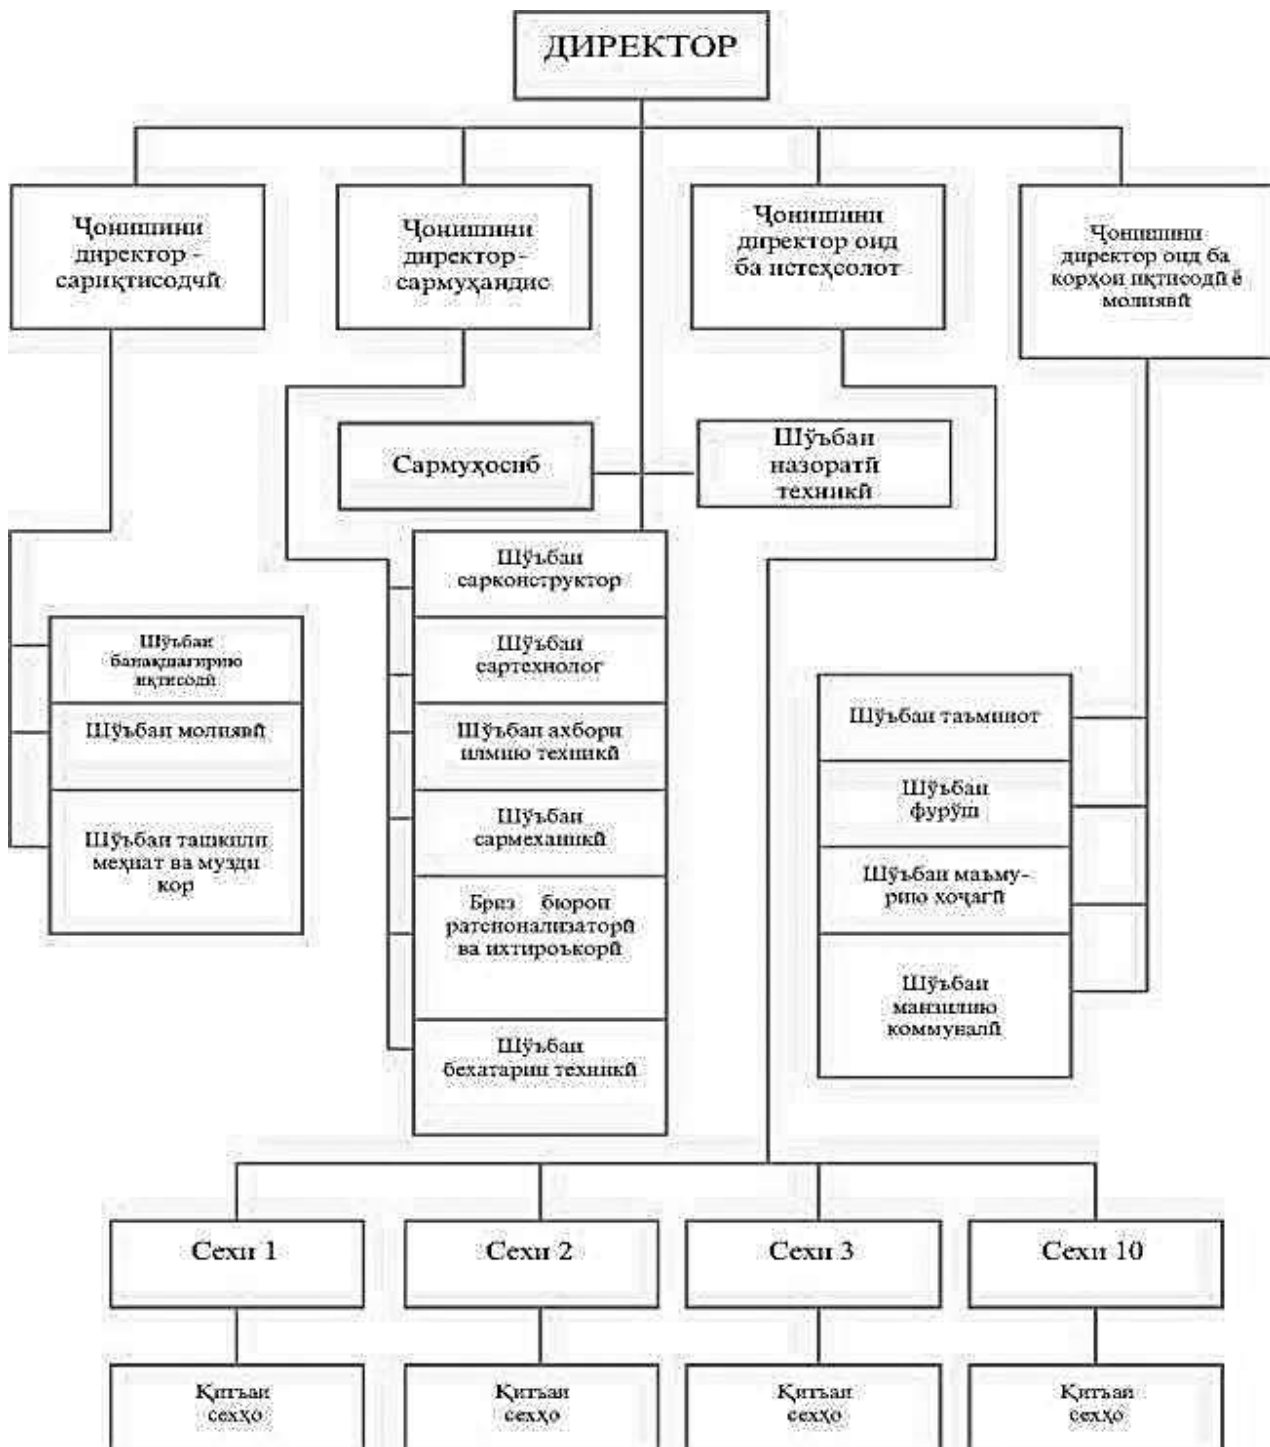 ДИРЕКТОР
Ҷонишини
директор -
сариқтисодчӣ
Ҷонишини
директор-
сармуҳандис
Ҷонишини
директор оид
ба истеҳсолот
Ҷонишини
директор оид ба
корҳои иқтисодӣ ё
молиявӣ
Сармуҳосиб
Шӯъбаи
назоратӣ
техникӣ
Шӯъбаи
банақшагирию
иқтисодӣ
Шӯъбаи молиявӣ
Шӯъбаи ташкили
меҳнат ва музди
кор
Шӯъбаи
сарконструктор
Шӯъбаи
сартехнолог
Шӯъбаи ахбори
илмию техникӣ
Шӯъбаи
сармеханикӣ
Бриз бюрои
ратсионализаторӣ
ва ихтироъкорӣ
Шӯъбаи
бехатарии техникӣ
Шӯъбаи таъминот
Шӯъбаи
фурӯш
Шӯъбаи маъму-
рию хоҷагӣ
Шӯъбаи
манзилию
коммуналӣ
Сехи 1
Сехи 2
Сехи 3
Сехи 10
Қитъаи
сехҳо
Қитъаи
сехҳо
Қитъаи
сехҳо
Қитъаи
сехҳо